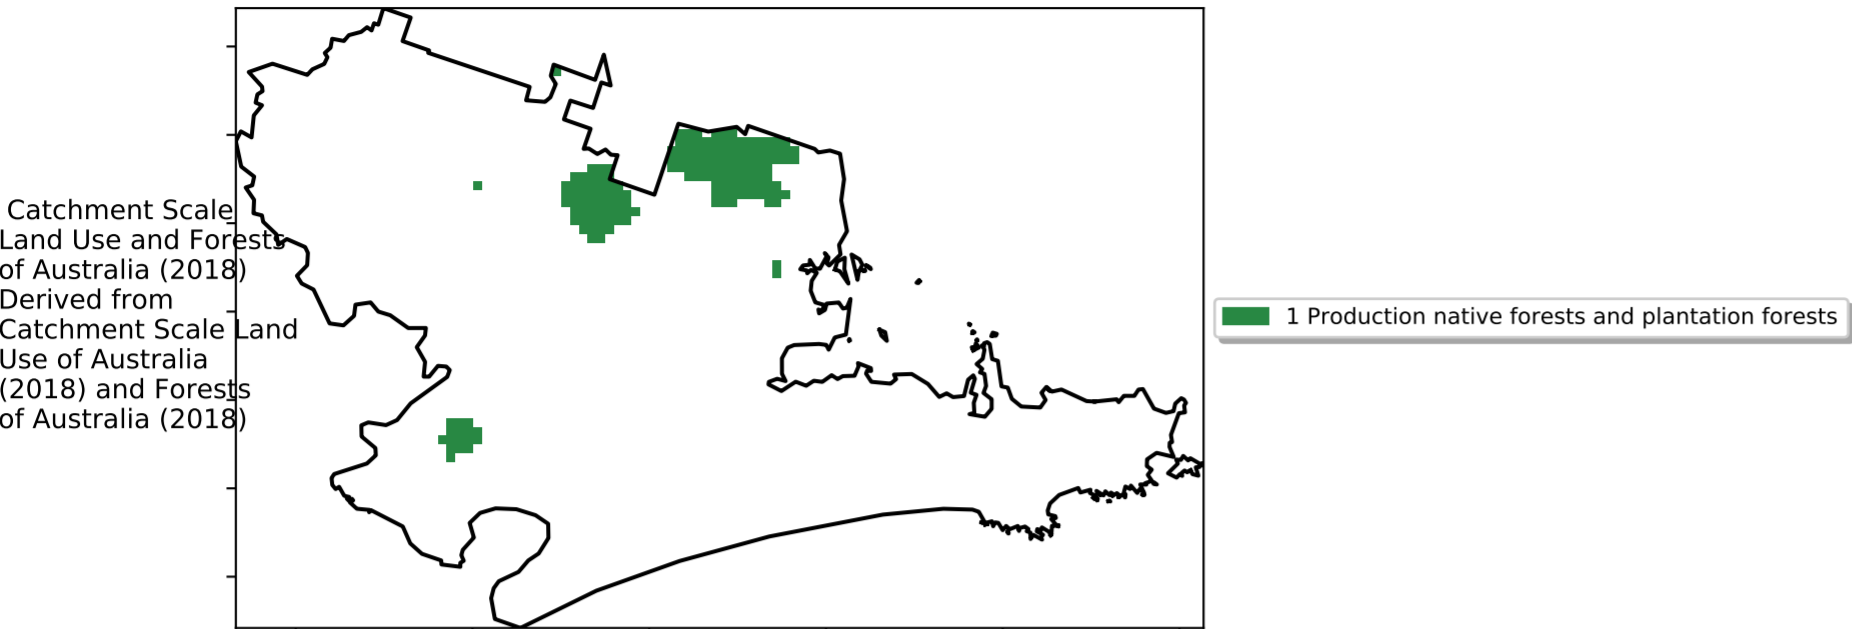 Catchment Scale
Land Use and Forests
of Australia (2018)
Derived from
Catchment Scale Land
Use of Australia
(2018) and Forests
of Australia (2018)
1 Production native forests and plantation forests